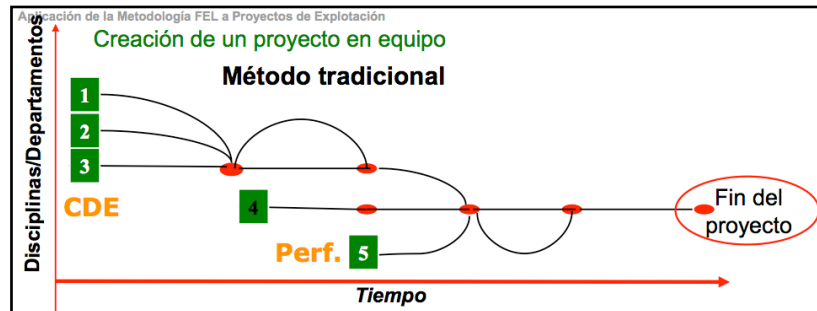 Aplicación de la Metodología FEL a Proyectos de Explotación
Creación de un proyecto en equipo
Método tradicional
Disciplinas/Departamentos
1
2
3
CDE
4
Perf.
5
Fin del
proyecto
Tiempo